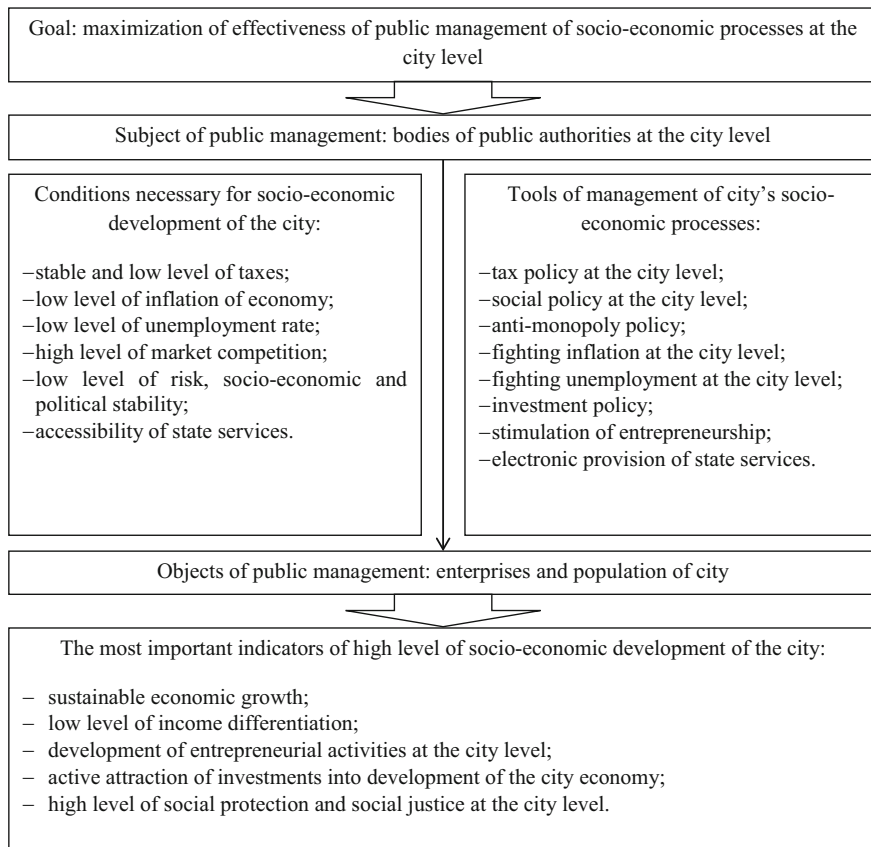 Goal: maximization of effectiveness of public management of socio-economic processes at the
city level
Subject of public management: bodies of public authorities at the city level
Conditions necessary for socio-economic
development of the city:
–stable and low level of taxes;
–low level of inflation of economy;
–low level of unemployment rate;
–high level of market competition;
–low level of risk, socio-economic and
political stability;
–accessibility of state services.
Tools of management of city's socio-
economic processes:
–tax policy at the city level;
–social policy at the city level;
–anti-monopoly policy;
–fighting inflation at the city level;
–fighting unemployment at the city level;
–investment policy;
–stimulation of entrepreneurship;
–electronic provision of state services.
Objects of public management: enterprises and population of city
The most important indicators of high level of socio-economic development of the city:
– sustainable economic growth;
– low level of income differentiation;
– development of entrepreneurial activities at the city level;
– active attraction of investments into development of the city economy;
– high level of social protection and social justice at the city level.